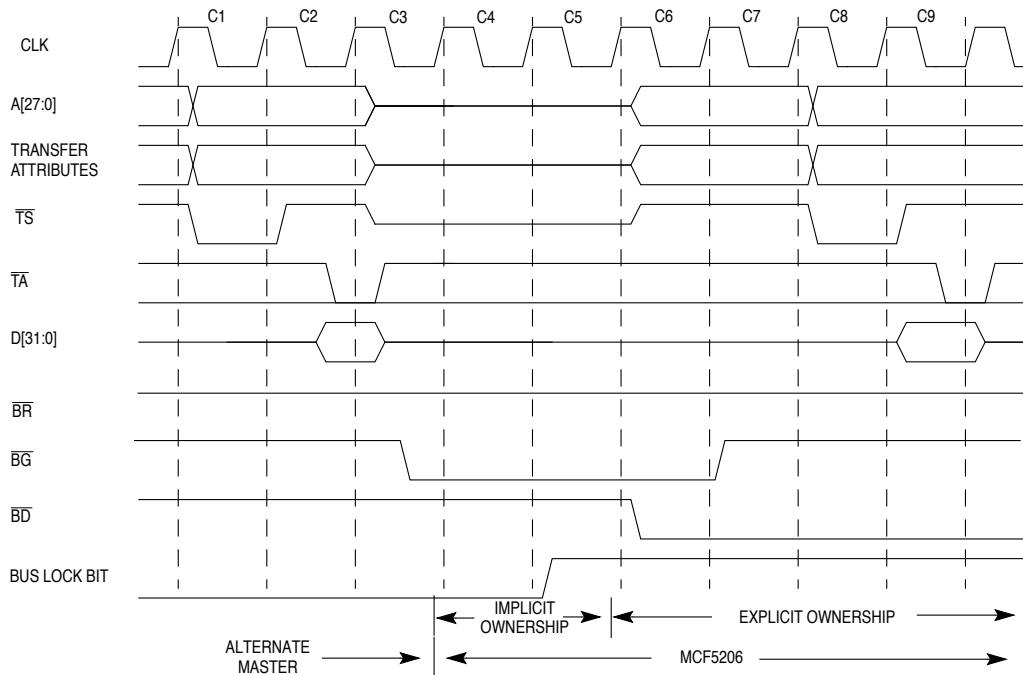 C1 C2 C3 C4 C5 C6 C7 C8 C9
CLK
A[27:0]
TRANSFER
ATTRIBUTES
TS
TA
D[31:0]
BR
BG
BD
BUS LOCK BIT
IMPLICIT
OWNERSHIP
EXPLICIT OWNERSHIP
ALTERNATE
MASTER
MCF5206